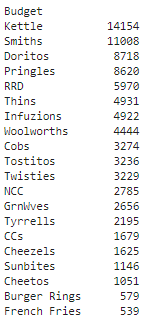 Budget
Kettle 14154
Smiths 11008
Doritos 8718
Pringles 8620
RRD 5970
Thins 4931
Infuzions 4922
Woolworths 4444
Cobs 3274
Tostitos 3236
Twisties 3229
NCC 2785
GrnWves 2656
Tyrrells 2195
CCs 1679
Cheezels 1625
Sunbites 1146
Cheetos 1051
Burger Rings 579
French Fries 539